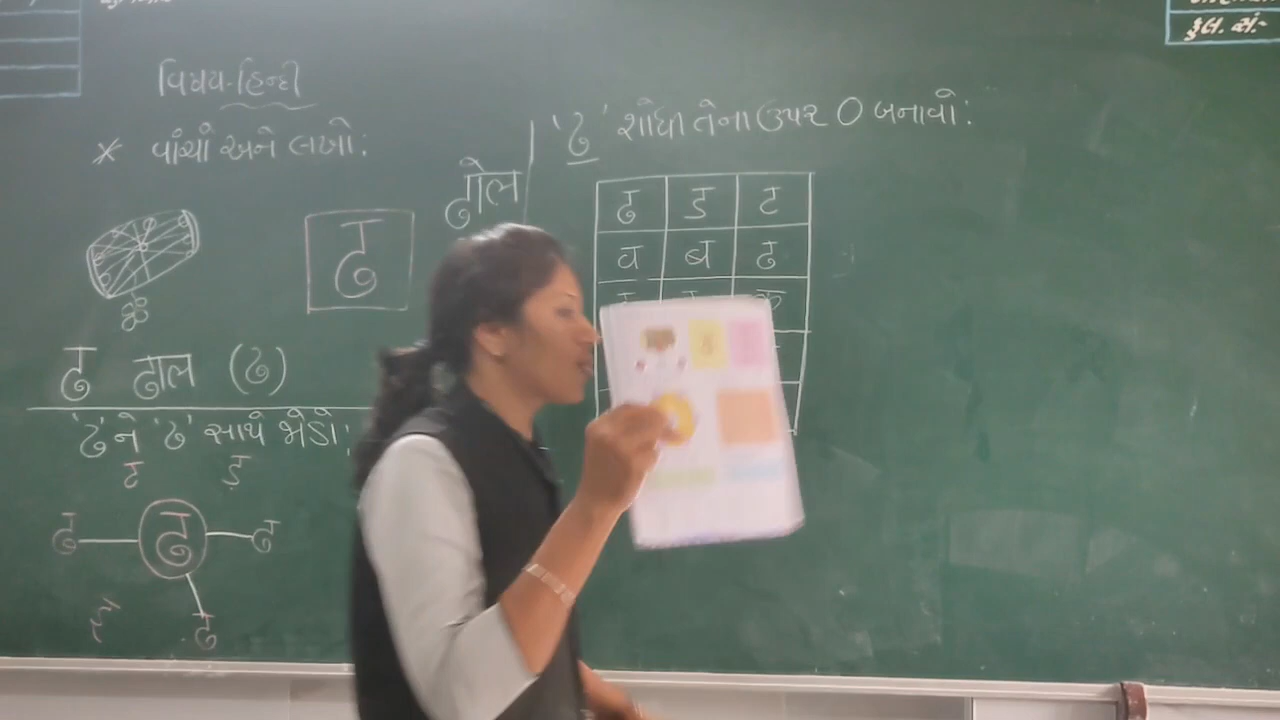 કુલ. સં:-
વિષય-હિન્દી
* વાંચો અને લખો:
ढ
ढोल
ढ ढाल (ढ)
'ढ' ને 'ढ' સાથે જોડો:
ट ड
ढ ढ ढ
ढ
'ढ' શોધી તેના ઉપર O બનાવો:
ढ ड ट
व ब ढ
क